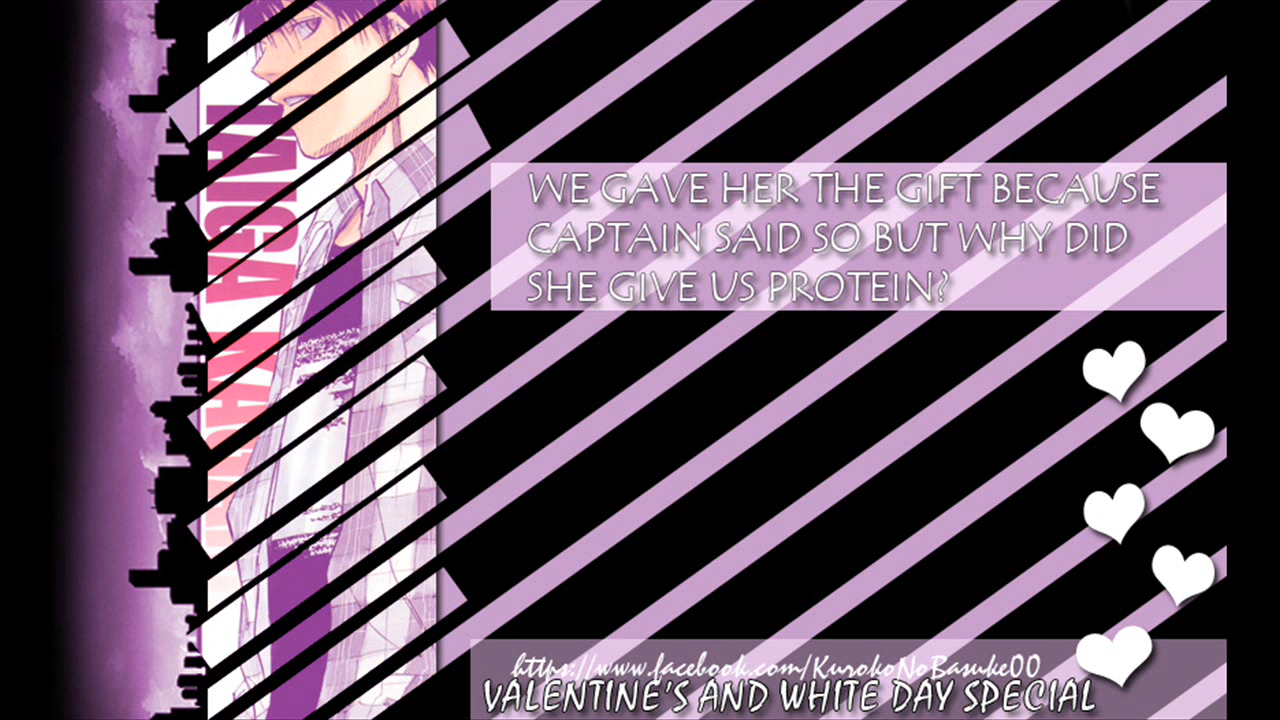 TAIGA KAGAMI
WE GAVE HER THE GIFT BECAUSE
CAPTAIN SAID SO BUT WHY DID
SHE GIVE US PROTEIN?
https://www.facebook.com/KurokoNoBasuke00
VALENTINE'S AND WHITE DAY SPECIAL